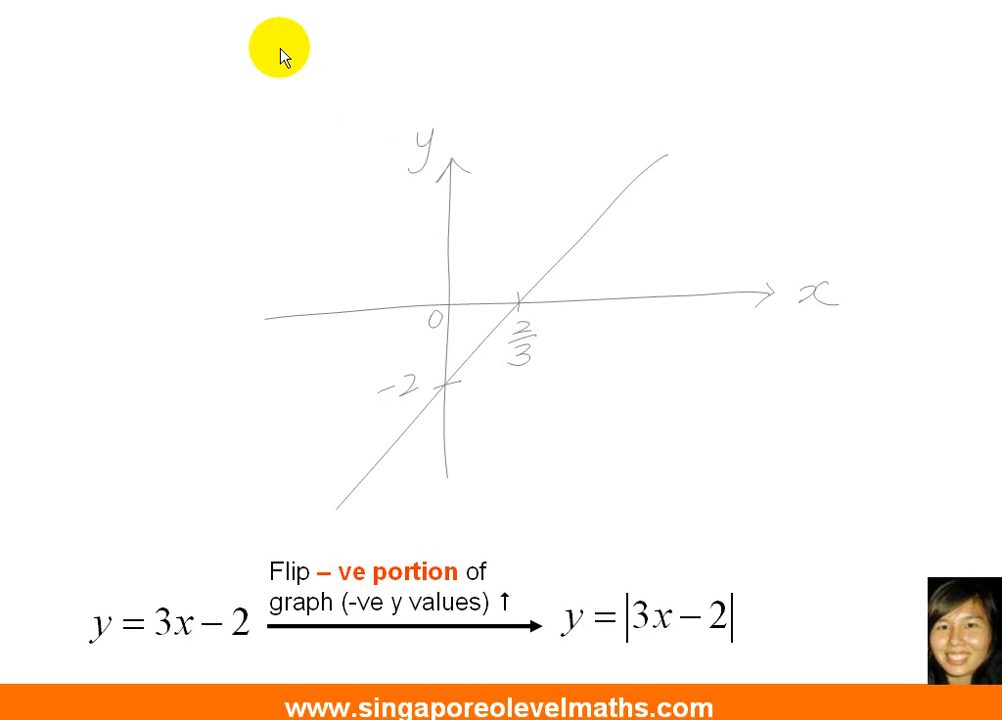 y
x
0
2/3
-2
Flip – ve portion of
graph (-ve y values) ↑
y = 3x − 2
y = |3x − 2|
www.singaporeolevelmaths.com